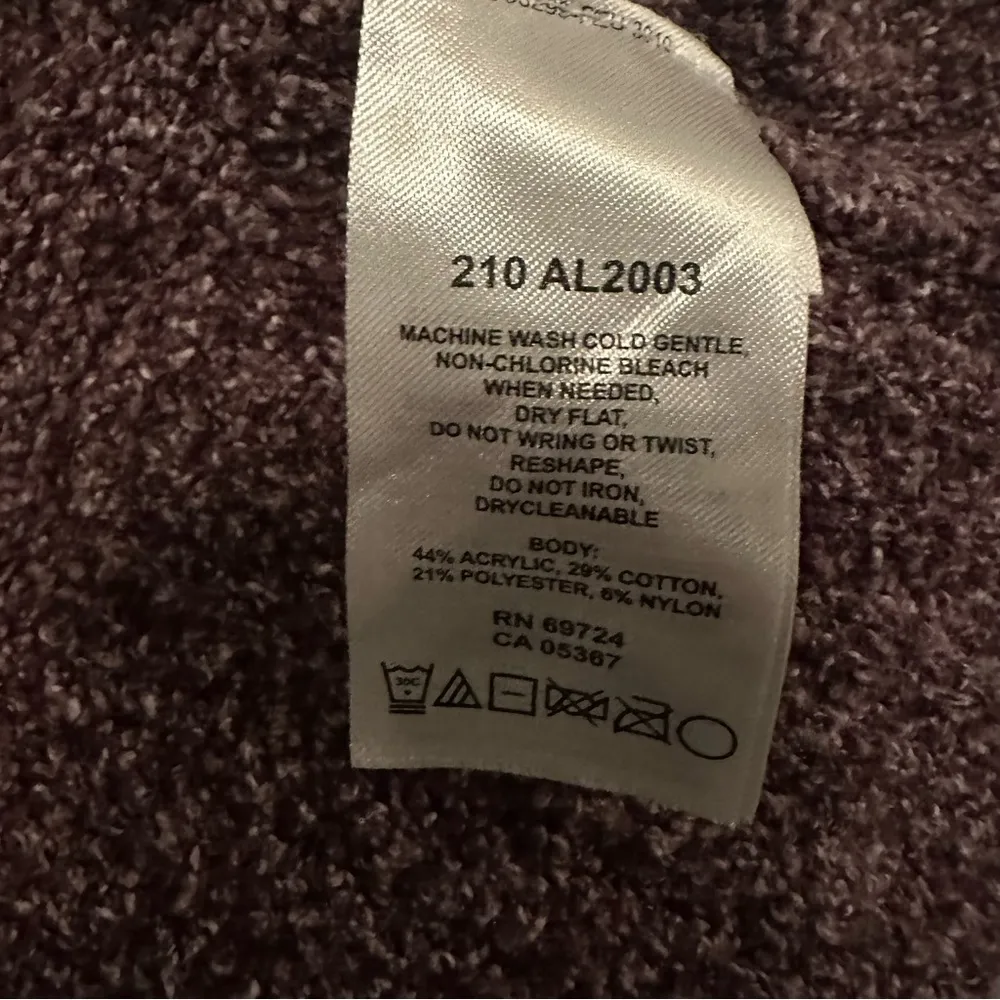 210 AL2003
MACHINE WASH COLD GENTLE,
NON-CHLORINE BLEACH
WHEN NEEDED,
DRY FLAT,
DO NOT WRING OR TWIST,
RESHAPE,
DO NOT IRON,
DRYCLEANABLE
BODY:
44% ACRYLIC, 29% COTTON,
21% POLYESTER, 6% NYLON
RN 69724
CA 05367
30C